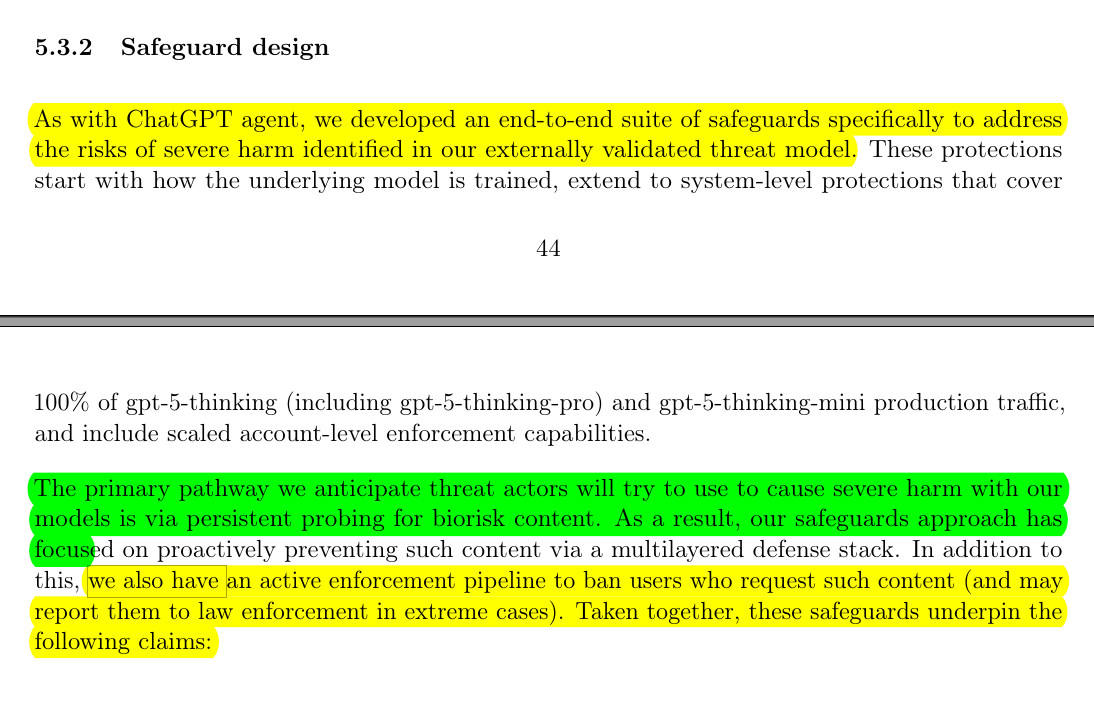 5.3.2 Safeguard design
As with ChatGPT agent, we developed an end-to-end suite of safeguards specifically to address
the risks of severe harm identified in our externally validated threat model. These protections
start with how the underlying model is trained, extend to system-level protections that cover
44
100% of gpt-5-thinking (including gpt-5-thinking-pro) and gpt-5-thinking-mini production traffic,
and include scaled account-level enforcement capabilities.
The primary pathway we anticipate threat actors will try to use to cause severe harm with our
models is via persistent probing for biorisk content. As a result, our safeguards approach has
focused on proactively preventing such content via a multilayered defense stack. In addition to
this, we also have an active enforcement pipeline to ban users who request such content (and may
report them to law enforcement in extreme cases). Taken together, these safeguards underpin the
following claims: